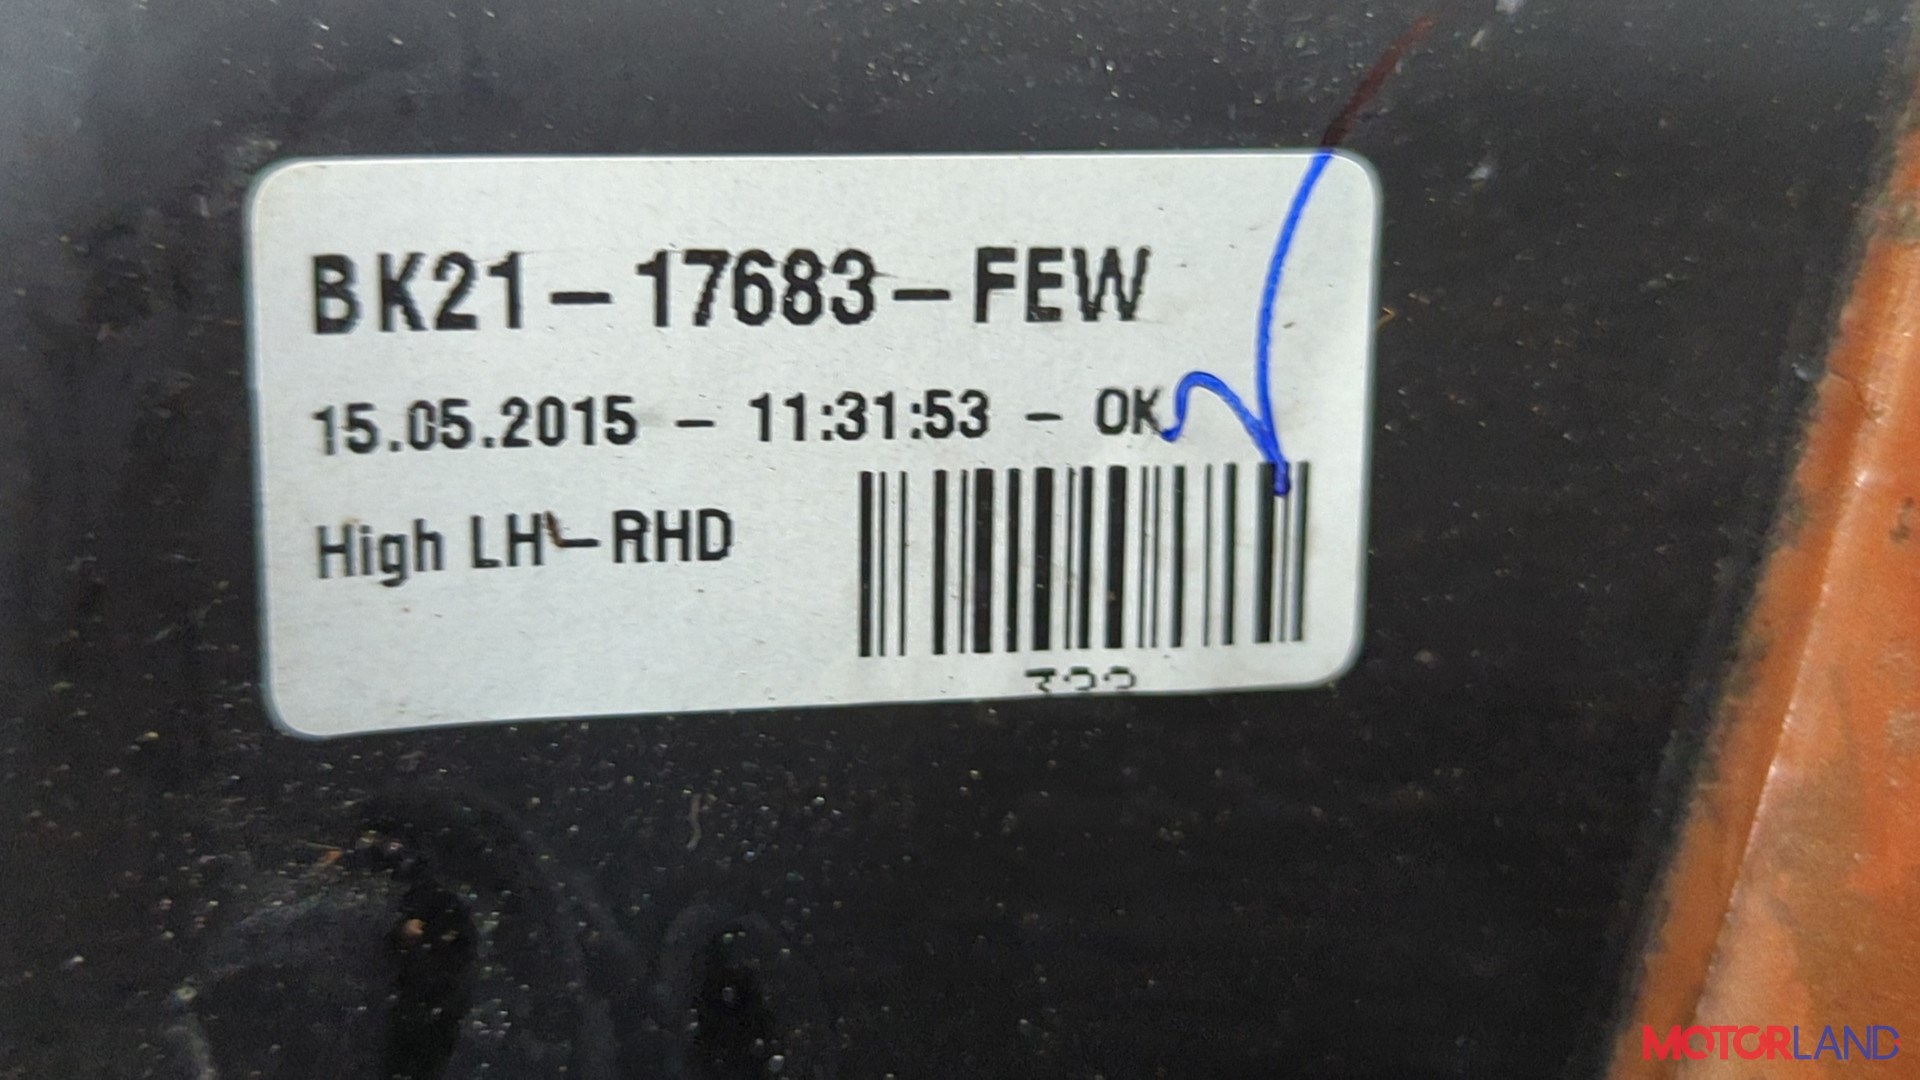 BK21-17683-FEW
15.05.2015 - 11:31:53 - OK
High LH-RHD
MOTORLAND